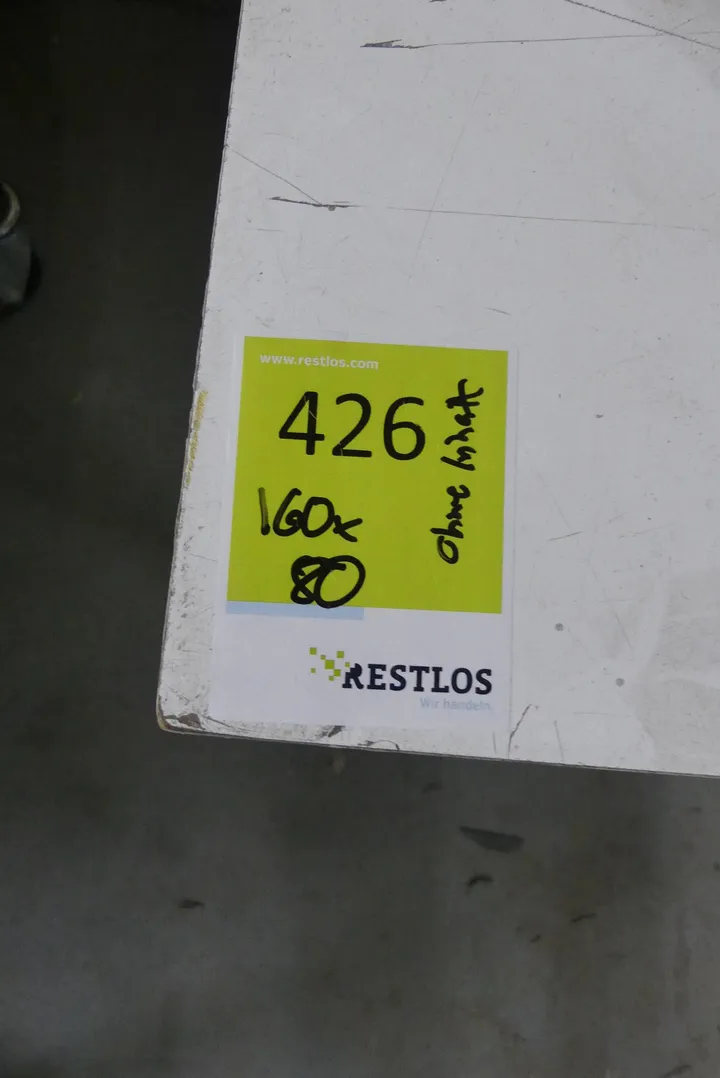 www.restlos.com
426
160x
80
ohne Inhalt
RESTLOS
Wir handeln.